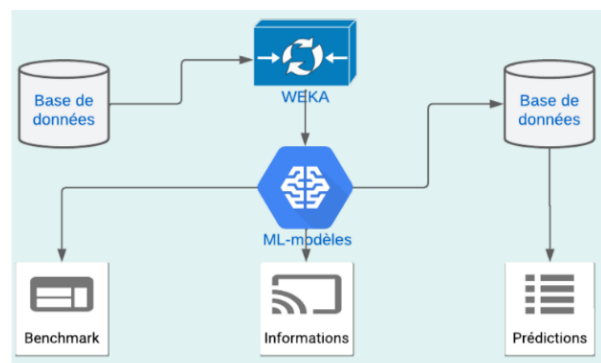 WEKA
Base de
données
Base de
données
ML-modèles
Benchmark
Informations
Prédictions